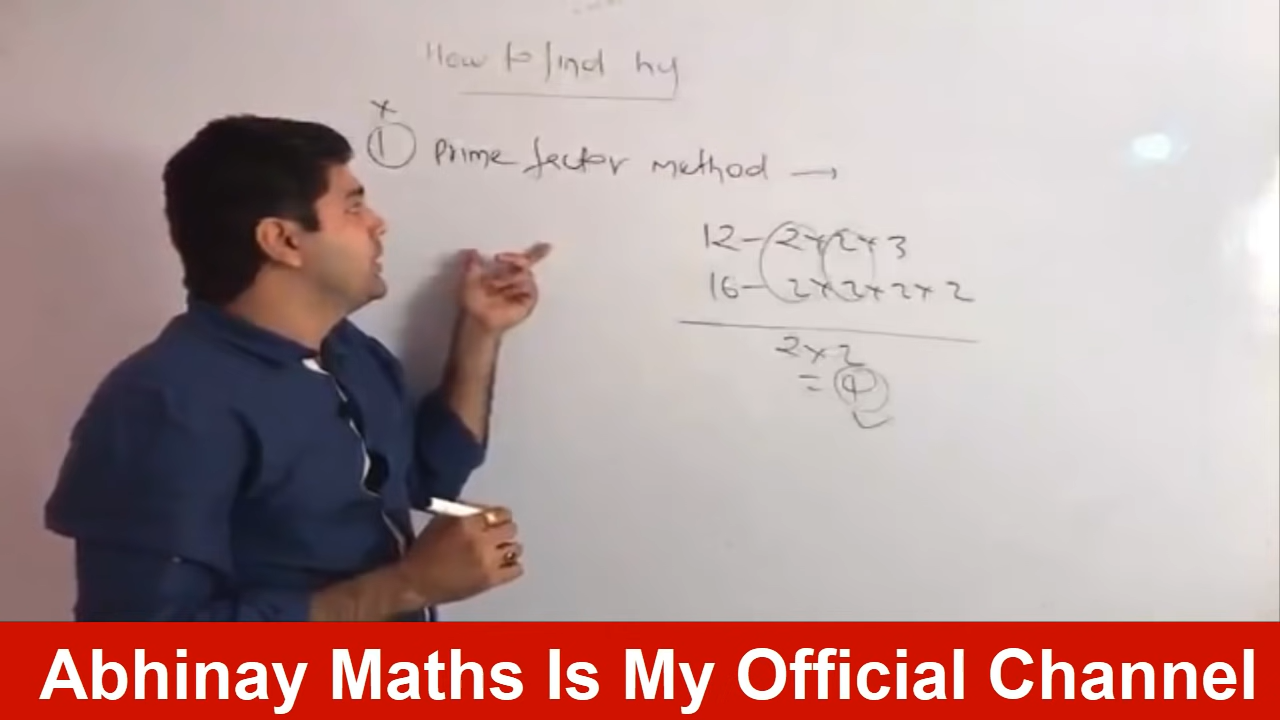 How to find hy
x
① Prime factor method →
12 - 2 x 2 x 3
16 - 2 x 2 x 2 x 2
2 x 2
= 4
Abhinay Maths Is My Official Channel